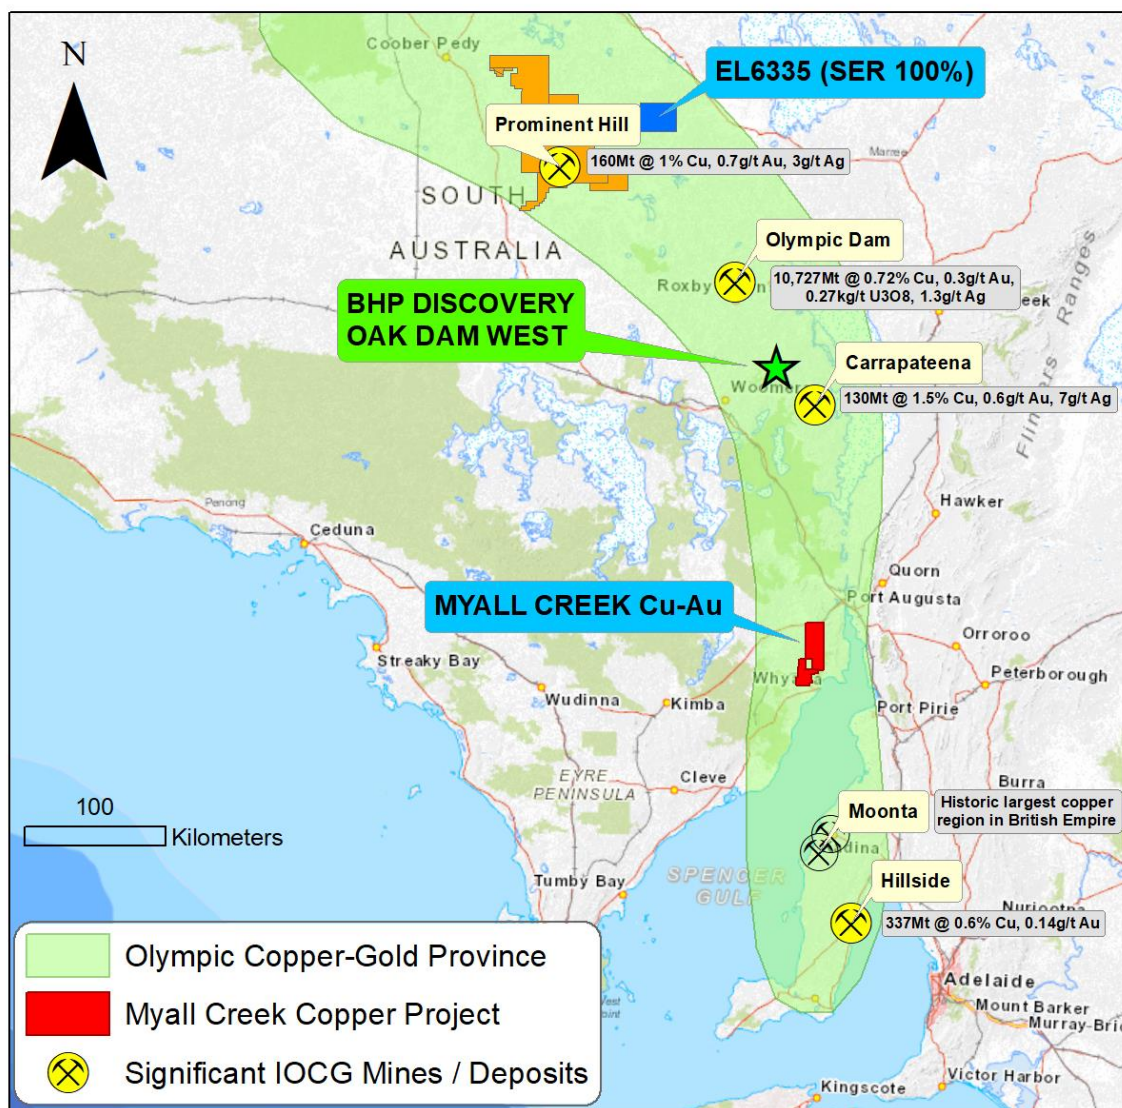 N
Coober Pedy
EL6335 (SER 100%)
Prominent Hill
160Mt @ 1% Cu, 0.7g/t Au, 3g/t Ag
Marree
SOUTH
AUSTRALIA
Olympic Dam
Roxby
10,727Mt @ 0.72% Cu, 0.3g/t Au,
0.27kg/t U3O8, 1.3g/t Ag
BHP DISCOVERY
OAK DAM WEST
Carrapateena
Woomera
130Mt @ 1.5% Cu, 0.6g/t Au, 7g/t Ag
Flinders Ranges
Hawker
Penong
Ceduna
Quorn
Port Augusta
MYALL CREEK Cu-Au
Orroroo
Streaky Bay
Peterborough
Wudinna
Kimba
Port Pirie
EYRE
PENINSULA
Cleve
Burra
100
Kilometers
Moonta
Historic largest copper
region in British Empire
SPENCER
GULF
Tumby Bay
Hillside
337Mt @ 0.6% Cu, 0.14g/t Au
Olympic Copper-Gold Province
Myall Creek Copper Project
Significant IOCG Mines / Deposits
Adelaide
Mount Barker
Murray-Bri
Victor Harbor
Kingscote